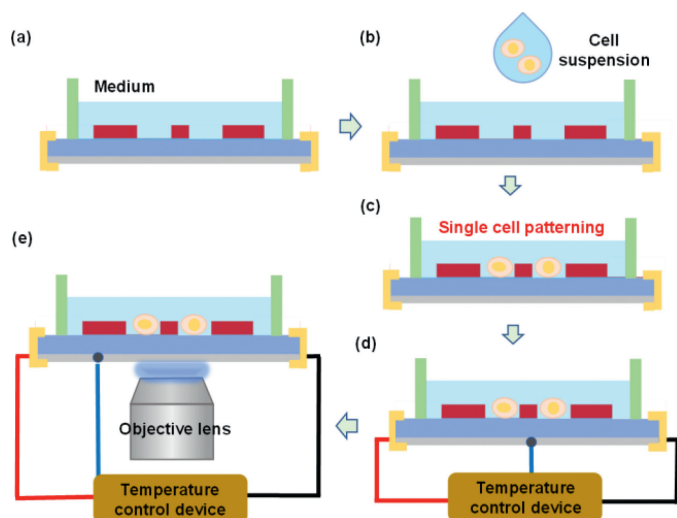 (a)
Medium
(b)
Cell
suspension
(c)
Single cell patterning
(d)
Temperature
control device
(e)
Objective lens
Temperature
control device